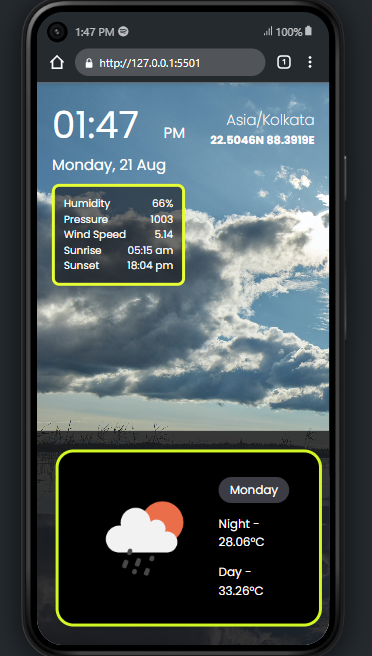 1:47 PM 100%
http://127.0.0.1:5501 1
01:47 PM
Asia/Kolkata
22.5046N 88.3919E
Monday, 21 Aug
Humidity 66%
Pressure 1003
Wind Speed 5.14
Sunrise 05:15 am
Sunset 18:04 pm
Monday
Night -
28.06°C
Day -
33.26°C